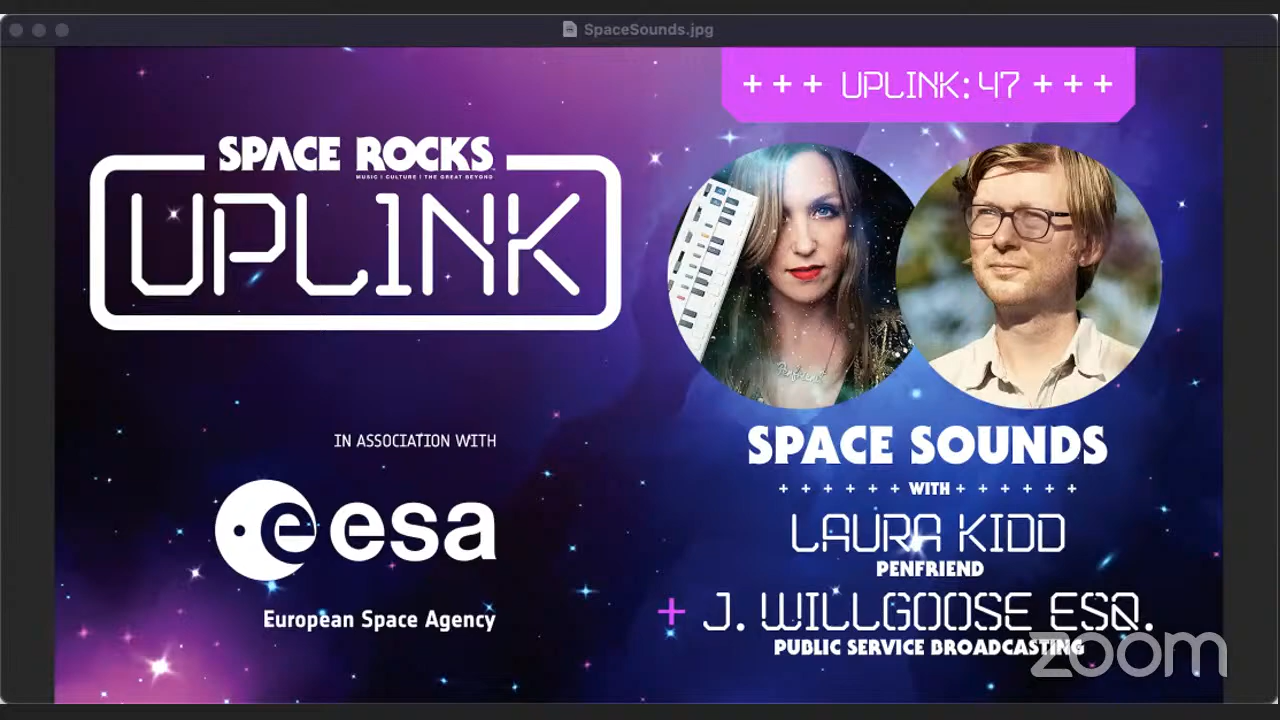 SpaceSounds.jpg
+ + + UPLINK: 47 + + +
SPACE ROCKS
MUSIC | CULTURE | THE GREAT BEYOND
UPLINK
IN ASSOCIATION WITH
esa
European Space Agency
Penfriend
SPACE SOUNDS
+ + + + + + WITH + + + + + +
LAURA KIDD
PENFRIEND
+ J. WILLGOOSE ESQ.
PUBLIC SERVICE BROADCASTING
zoom